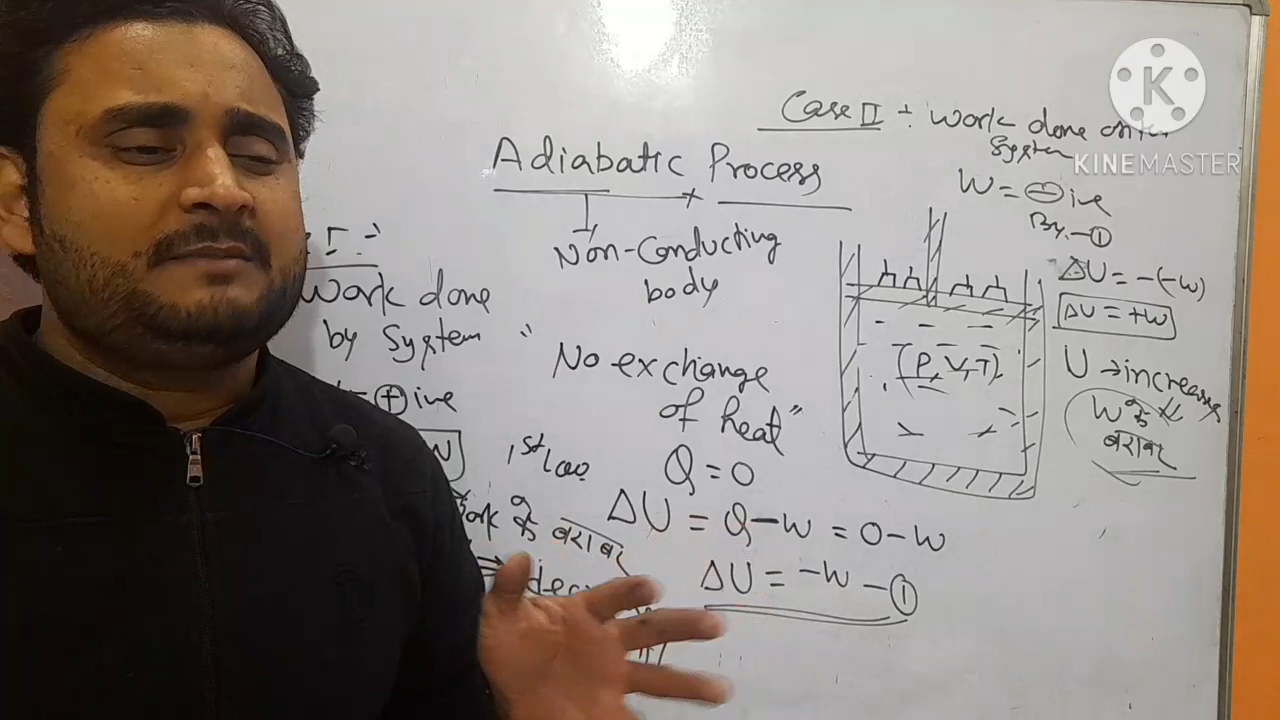 Adiabatic Process
Non-Conducting
body
"No exchange
of heat"
Q = 0
1st law
ΔU = Q-W = 0-W
ΔU = -W -①
I :-
Work done
by System
⊕ive
W
Work के बराबर
Case II ÷ Work done on
System
W = ⊖ive
By -①
ΔU = -(-W)
ΔU = +W
U → increases
W के
बराबर
(P, V, T)
K
KINEMASTER